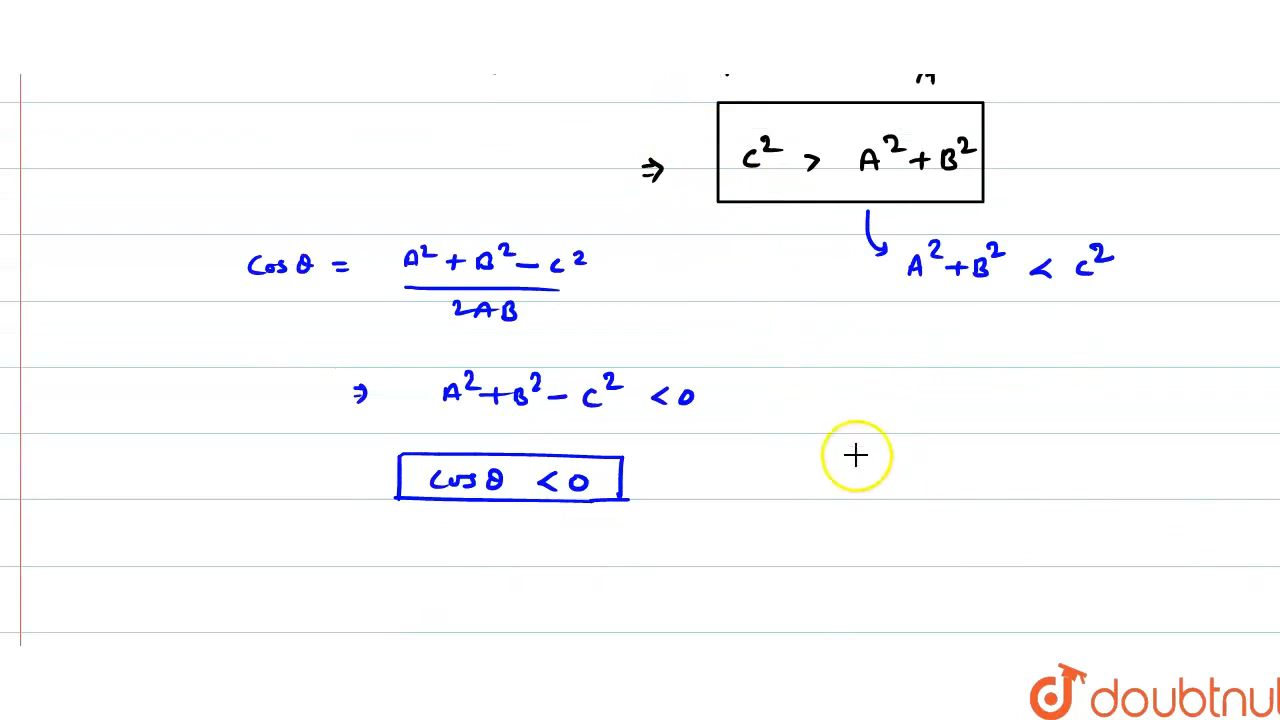 A
⇒ C² > A² + B²
cos θ = A² + B² - C² / 2AB
A² + B² < C²
⇒ A² + B² - C² < 0
cos θ < 0
doubtnut